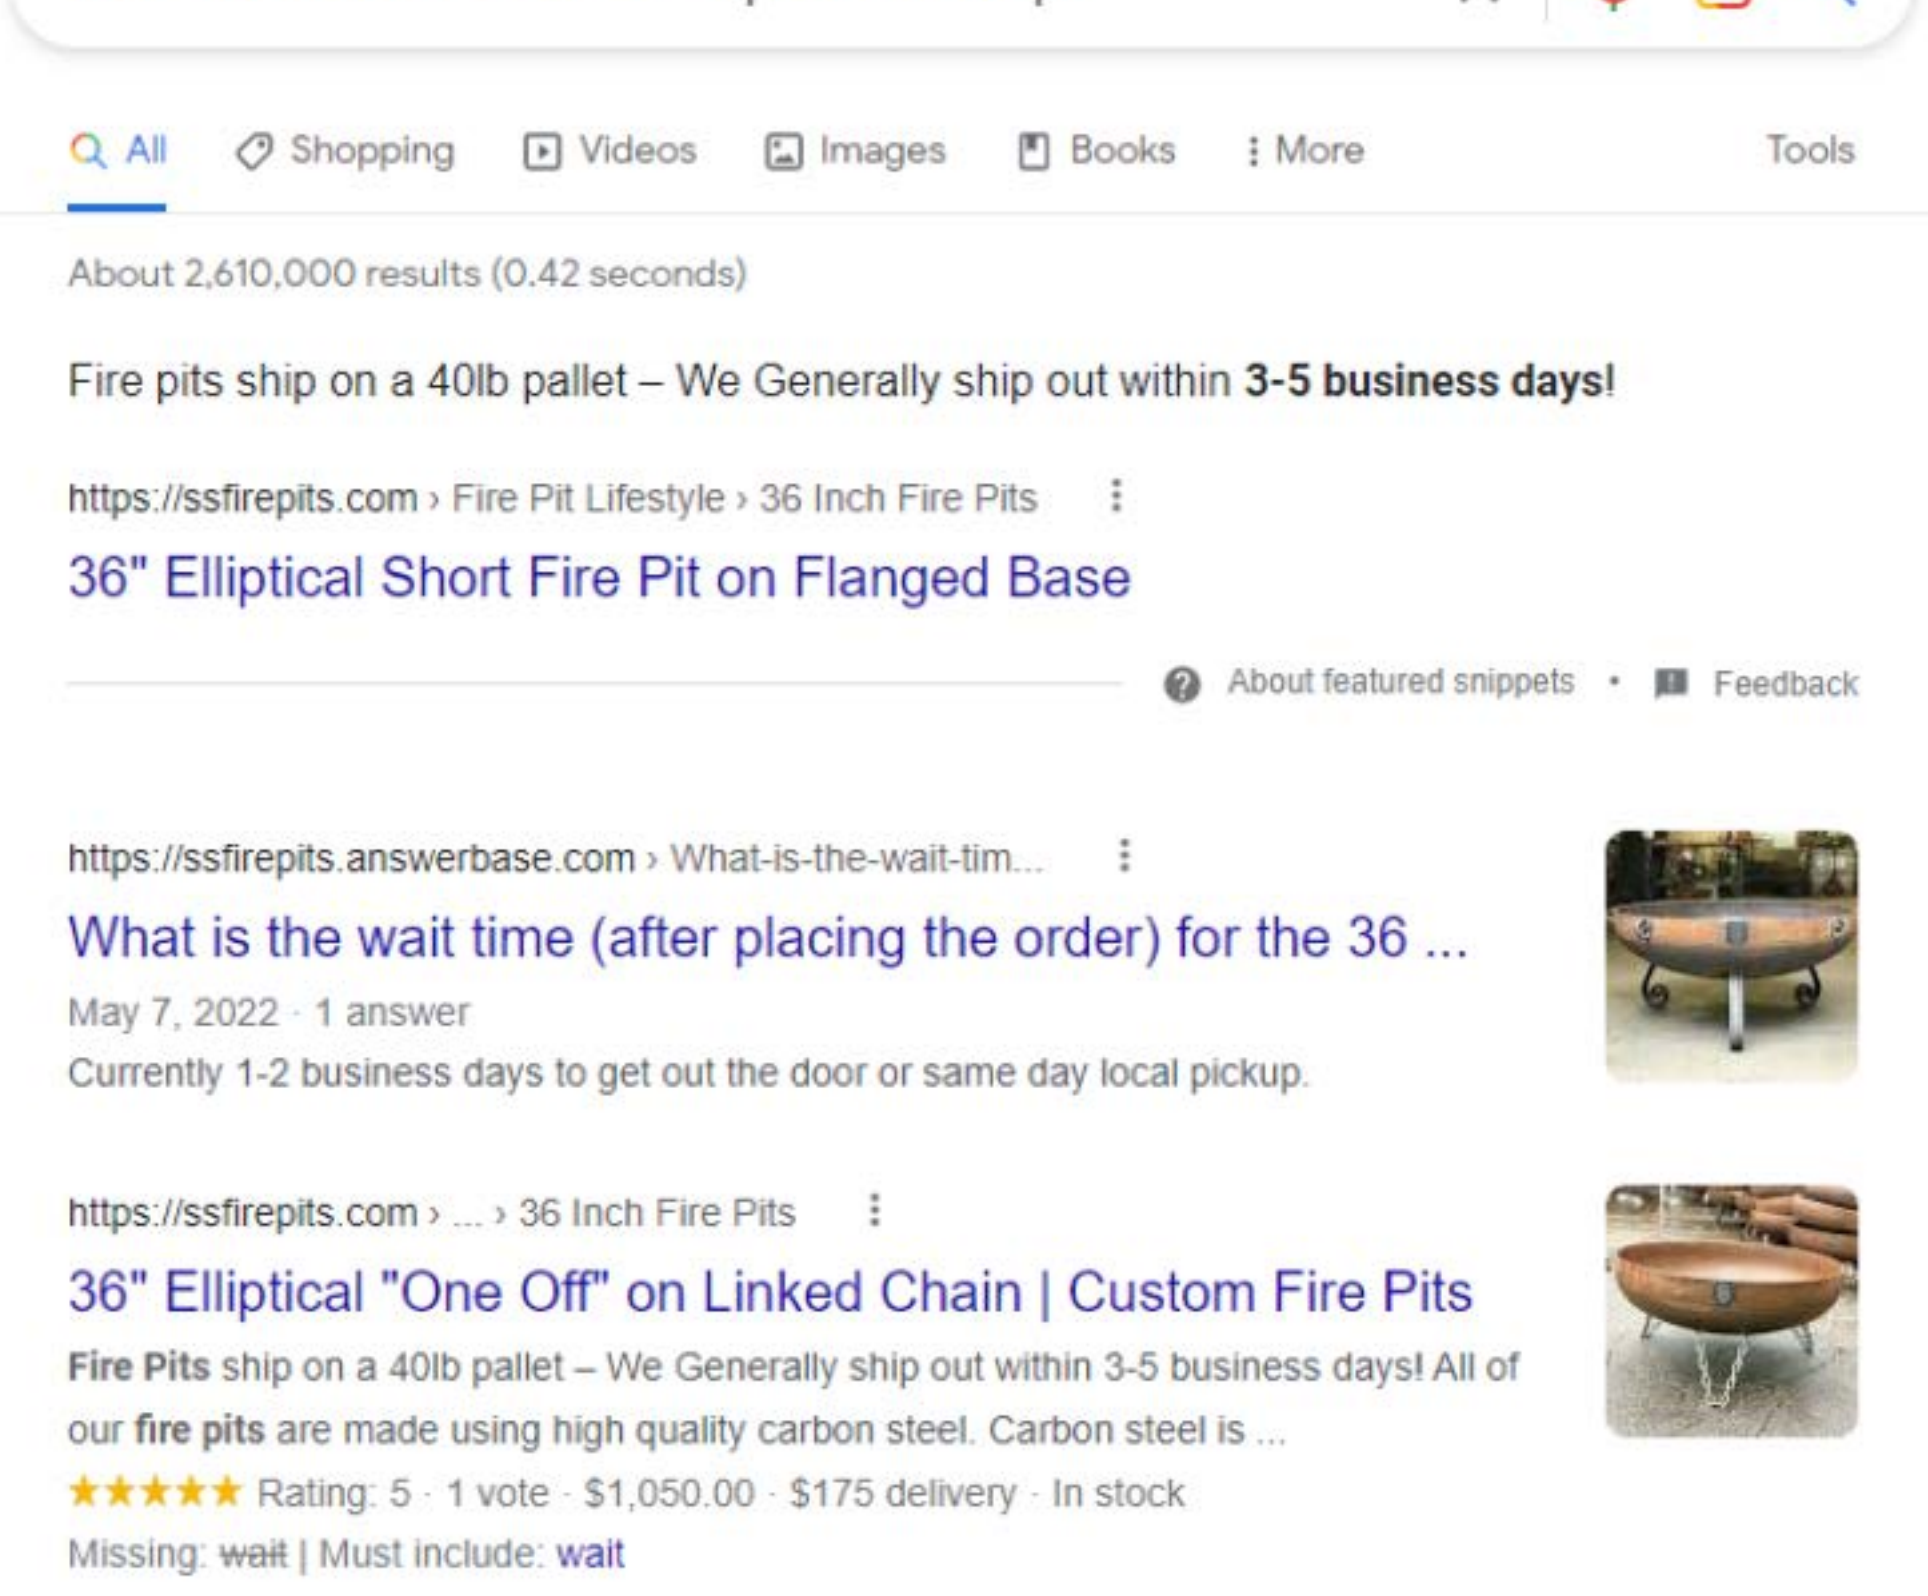 All Shopping Videos Images Books More Tools
About 2,610,000 results (0.42 seconds)
Fire pits ship on a 40lb pallet – We Generally ship out within 3-5 business days!
https://ssfirepits.com › Fire Pit Lifestyle › 36 Inch Fire Pits
36" Elliptical Short Fire Pit on Flanged Base
About featured snippets • Feedback
https://ssfirepits.answerbase.com › What-is-the-wait-tim...
What is the wait time (after placing the order) for the 36 ...
May 7, 2022 · 1 answer
Currently 1-2 business days to get out the door or same day local pickup.
https://ssfirepits.com › ... › 36 Inch Fire Pits
36" Elliptical "One Off" on Linked Chain | Custom Fire Pits
Fire Pits ship on a 40lb pallet – We Generally ship out within 3-5 business days! All of
our fire pits are made using high quality carbon steel. Carbon steel is ...
Rating: 5 · 1 vote · $1,050.00 · $175 delivery · In stock
Missing: wait | Must include: wait